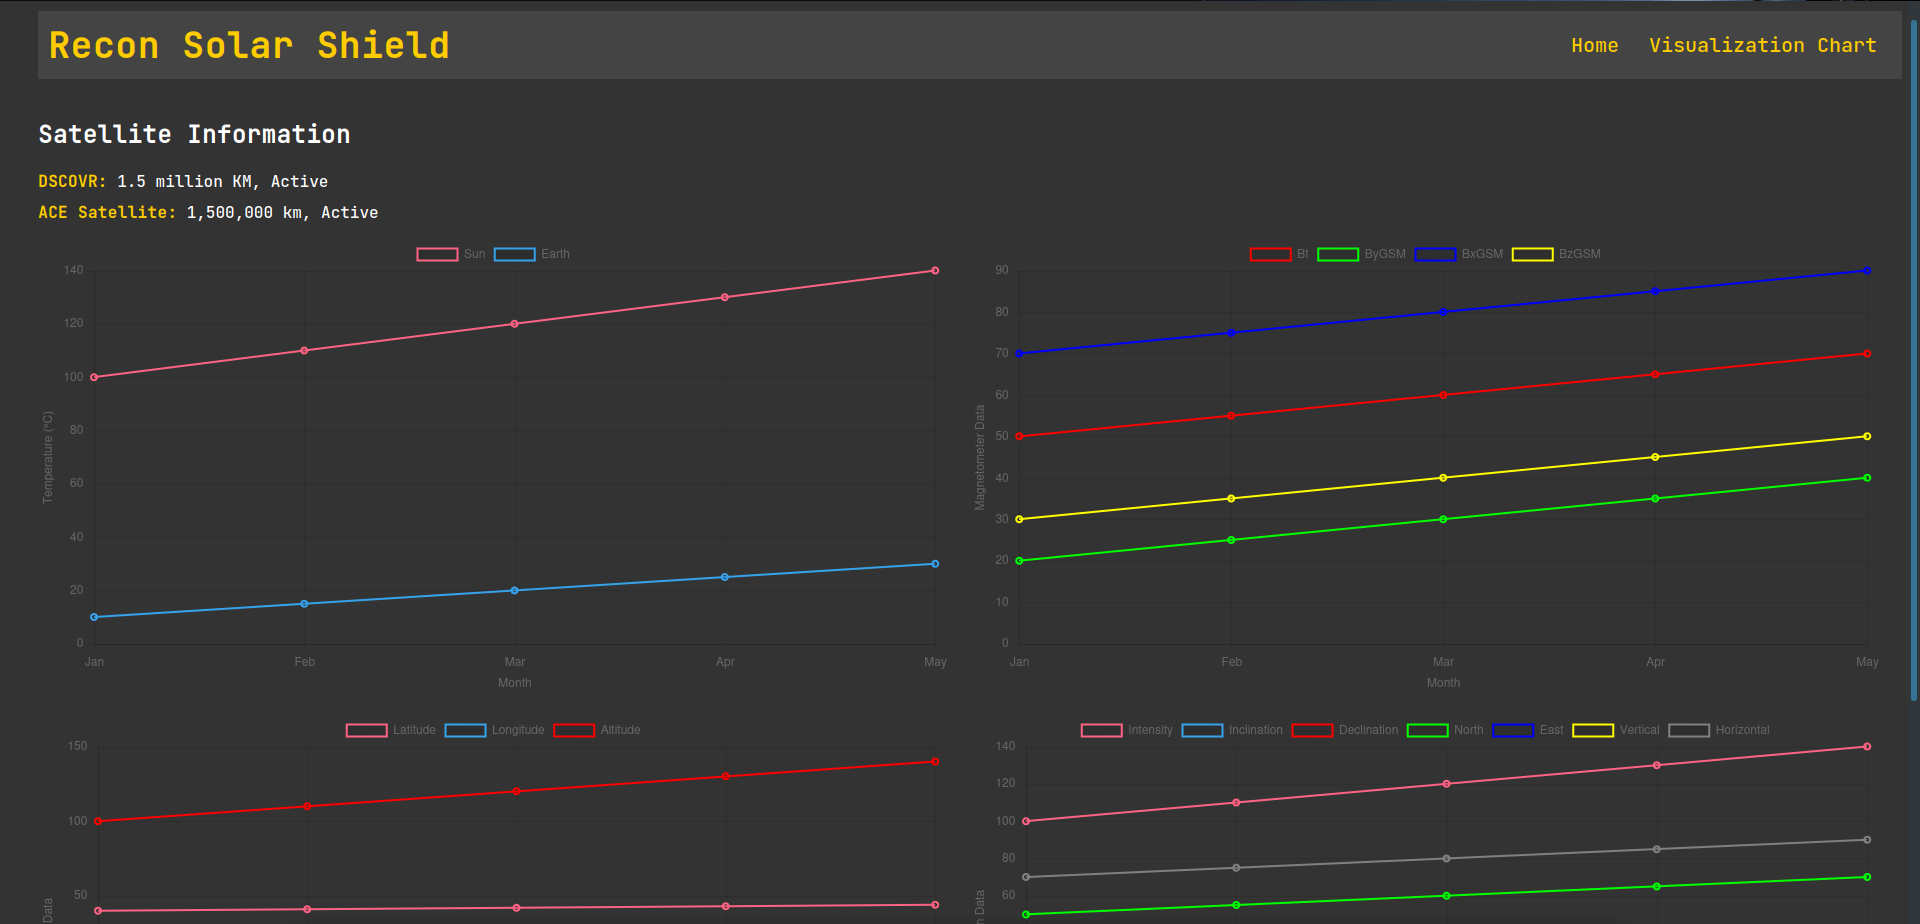 Recon Solar Shield
Home Visualization Chart
Satellite Information
DSCOVR: 1.5 million KM, Active
ACE Satellite: 1,500,000 km, Active
Sun Earth
140
120
100
80
60
40
20
0
Temperature (°C)
Jan Feb Mar Apr May
Month
Bt ByGSM BxGSM BzGSM
90
80
70
60
50
40
30
20
10
0
Magnetometer Data
Jan Feb Mar Apr May
Month
Latitude Longitude Altitude
150
100
50
Data
Intensity Inclination Declination North East Vertical Horizontal
140
120
100
80
60
n Data